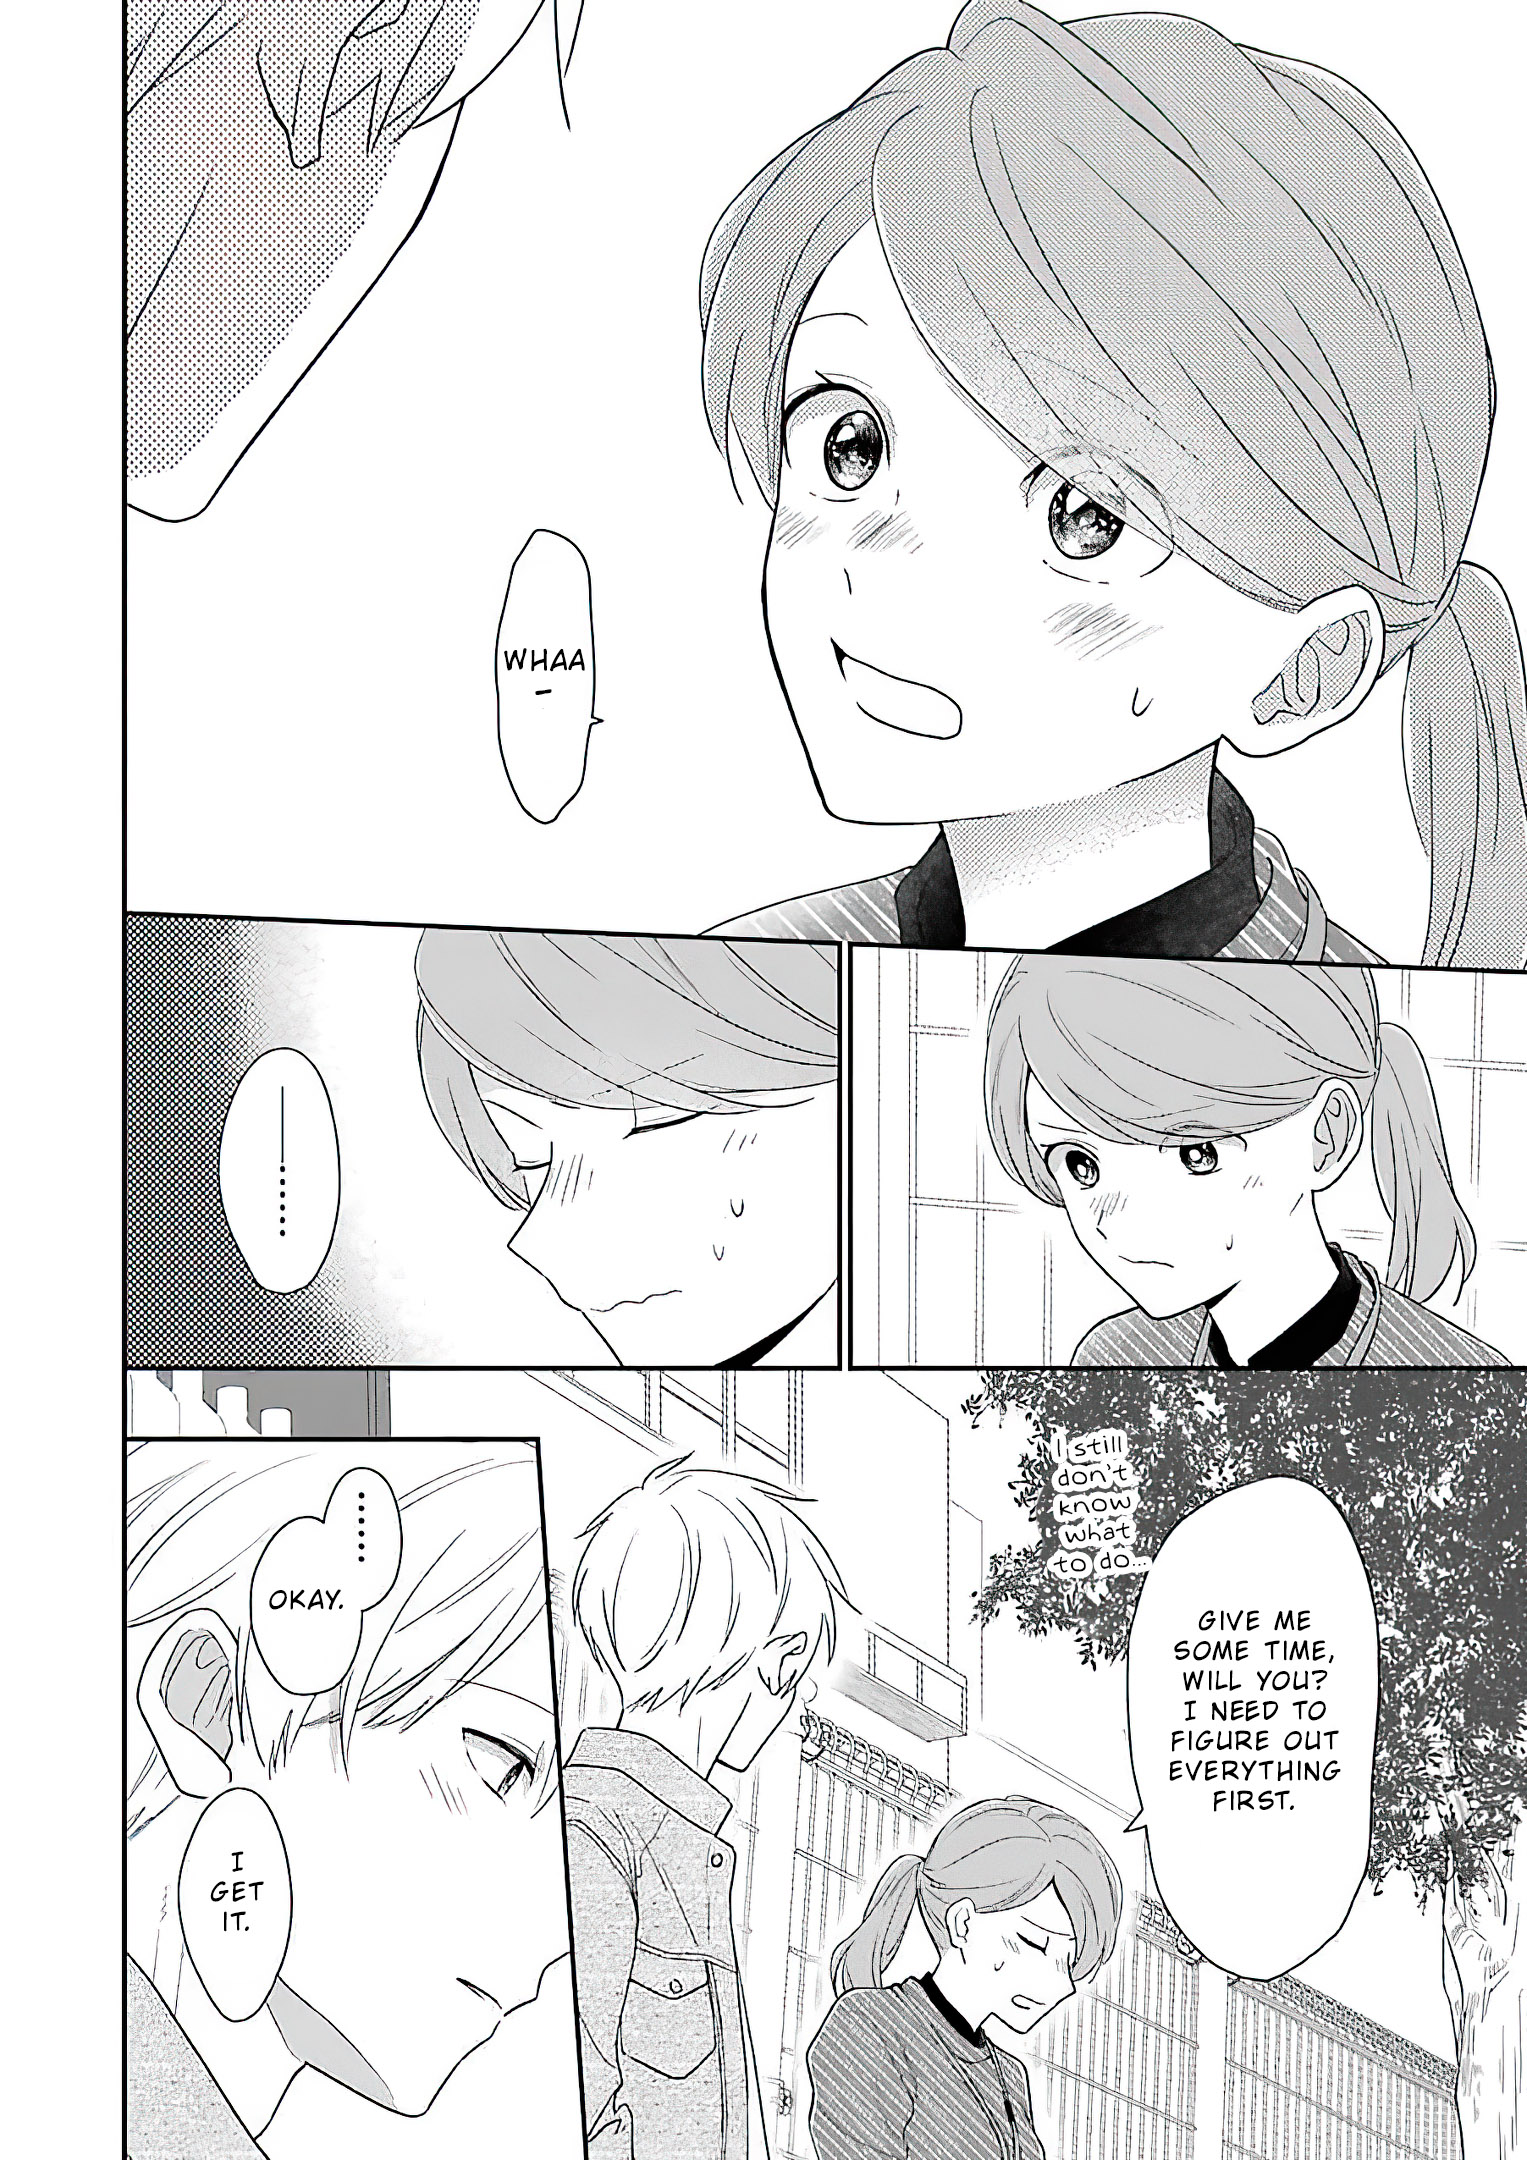 WHAA
–
⋯⋯
GIVE ME
SOME TIME,
WILL YOU?
I NEED TO
FIGURE OUT
EVERYTHING
FIRST.
I still
don't
know
what
to do...
......
OKAY.
I
GET
IT.